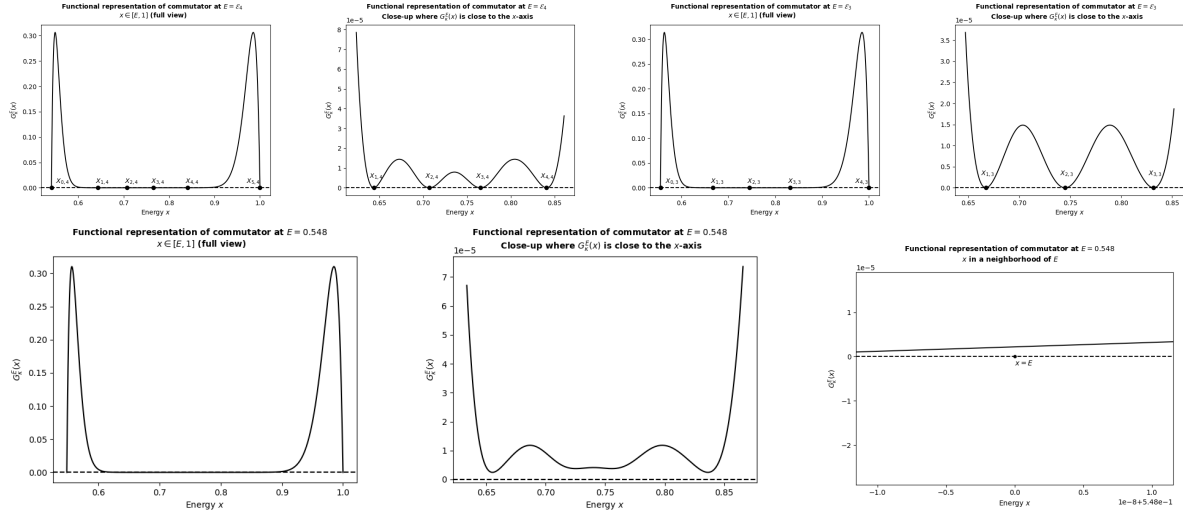 Functional representation of commutator at E = ℰ₄
x ∈ [E, 1] (full view)
G_κ^E(x)
0.30
0.25
0.20
0.15
0.10
0.05
0.00
X₀,₄ X₁,₄ X₂,₄ X₃,₄ X₄,₄ X₅,₄
0.6 0.7 0.8 0.9 1.0
Energy x
Functional representation of commutator at E = ℰ₄
Close-up where G_κ^E(x) is close to the x-axis
1e−5
G_κ^E(x)
8
7
6
5
4
3
2
1
0
X₁,₄ X₂,₄ X₃,₄ X₄,₄
0.65 0.70 0.75 0.80 0.85
Energy x
Functional representation of commutator at E = ℰ₃
x ∈ [E, 1] (full view)
G_κ^E(x)
0.30
0.25
0.20
0.15
0.10
0.05
0.00
X₀,₃ X₁,₃ X₂,₃ X₃,₃ X₄,₃
0.6 0.7 0.8 0.9 1.0
Energy x
Functional representation of commutator at E = ℰ₃
Close-up where G_κ^E(x) is close to the x-axis
1e−5
G_κ^E(x)
3.5
3.0
2.5
2.0
1.5
1.0
0.5
0.0
X₁,₃ X₂,₃ X₃,₃
0.65 0.70 0.75 0.80 0.85
Energy x
Functional representation of commutator at E = 0.548
x ∈ [E, 1] (full view)
G_κ^E(x)
0.30
0.25
0.20
0.15
0.10
0.05
0.00
0.6 0.7 0.8 0.9 1.0
Energy x
Functional representation of commutator at E = 0.548
Close-up where G_κ^E(x) is close to the x-axis
1e−5
G_κ^E(x)
7
6
5
4
3
2
1
0
0.65 0.70 0.75 0.80 0.85
Energy x
Functional representation of commutator at E = 0.548
x in a neighborhood of E
1e−5
G_κ^E(x)
1
0
−1
−2
x = E
−1.0 −0.5 0.0 0.5 1.0
Energy x
1e−8+5.48e−1